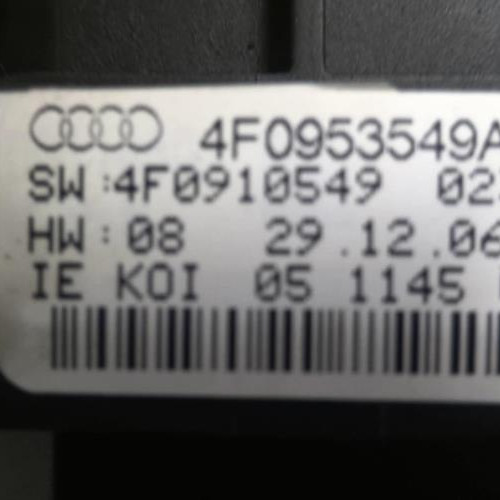 4F0953549A
SW :4F0910549 02
HW : 08 29 .12 .06
IE KOI 05 1145